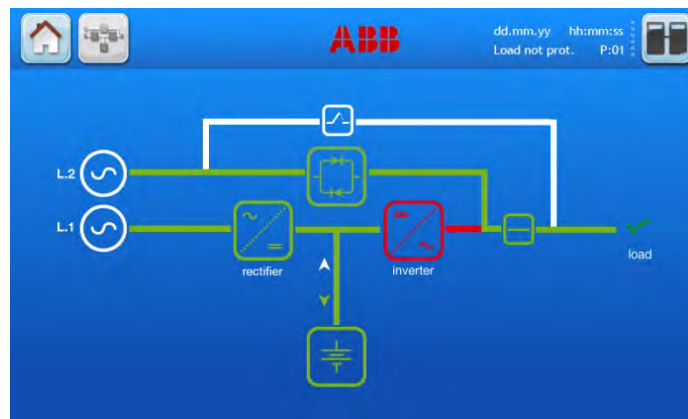 ABB
dd.mm.yy hh:mm:ss
Load not prot. P:01
L.2
L.1
rectifier
inverter
load